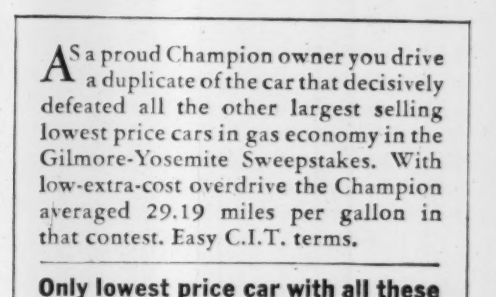 As a proud Champion owner you drive
a duplicate of the car that decisively
defeated all the other largest selling
lowest price cars in gas economy in the
Gilmore-Yosemite Sweepstakes. With
low-extra-cost overdrive the Champion
averaged 29.19 miles per gallon in
that contest. Easy C.I.T. terms.
Only lowest price car with all these